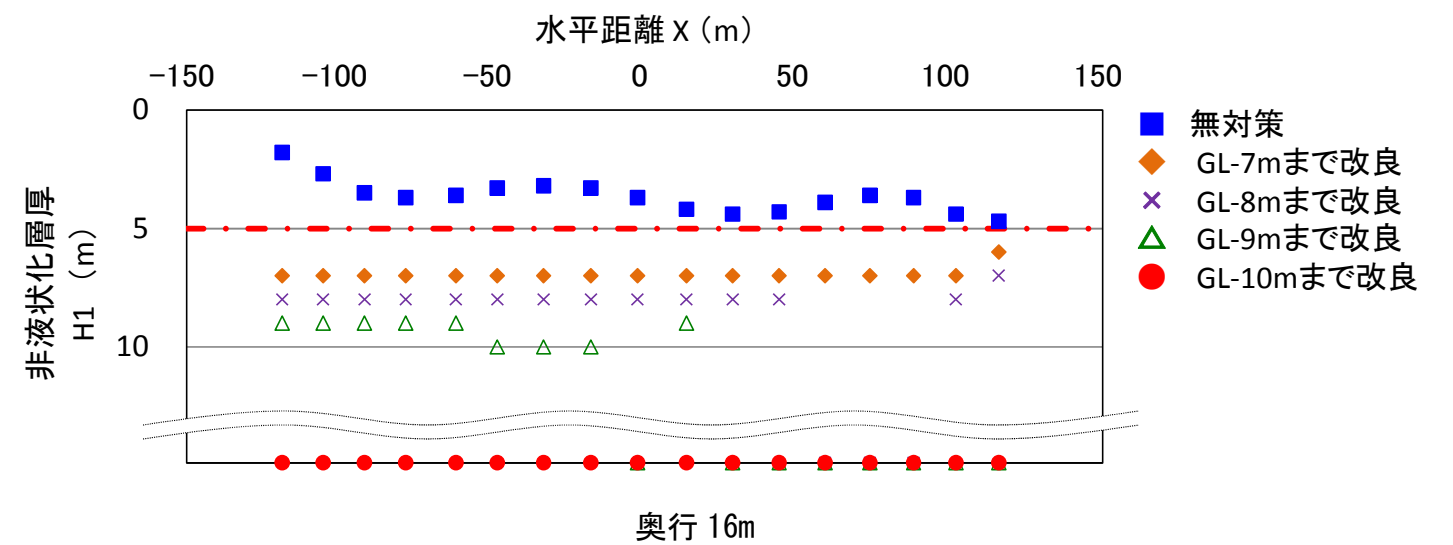 水平距離 X（m）
-150 -100 -50 0 50 100 150
0
5
10
非液状化層厚
H1 （m）
無対策
GL-7mまで改良
GL-8mまで改良
GL-9mまで改良
GL-10mまで改良
奥行 16m